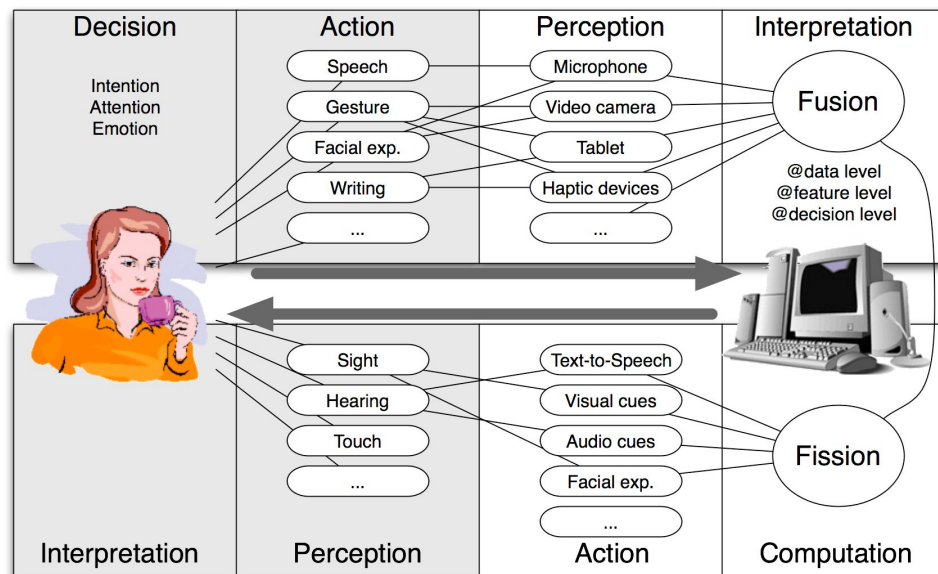 Decision
Action
Perception
Interpretation
Intention
Attention
Emotion
Speech
Gesture
Facial exp.
Writing
...
Microphone
Video camera
Tablet
Haptic devices
...
Fusion
@data level
@feature level
@decision level
Sight
Hearing
Touch
...
Text-to-Speech
Visual cues
Audio cues
Facial exp.
...
Fission
Interpretation
Perception
Action
Computation